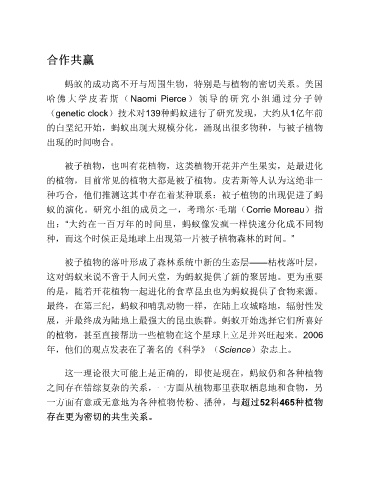 合作共赢
蚂蚁的成功离不开与周围生物，特别是与植物的密切关系。美国
哈佛大学皮若斯（Naomi Pierce）领导的研究小组通过分子钟
（genetic clock）技术对139种蚂蚁进行了研究发现，大约从1亿年前
的白垩纪开始，蚂蚁出现大规模分化，涌现出很多物种，与被子植物
出现的时间吻合。
被子植物，也叫有花植物，这类植物开花并产生果实，是最进化
的植物，目前常见的植物大都是被子植物。皮若斯等人认为这绝非一
种巧合，他们推测这其中存在着某种联系：被子植物的出现促进了蚂
蚁的演化。研究小组的成员之一，考瑞尔·毛瑞（Corrie Moreau）指
出：“大约在一百万年的时间里，蚂蚁像发疯一样快速分化成不同物
种，而这个时候正是地球上出现第一片被子植物森林的时间。”
被子植物的落叶形成了森林系统中新的生态层——枯枝落叶层，
这对蚂蚁来说不啻于人间天堂，为蚂蚁提供了新的聚居地。更为重要
的是，随着开花植物一起进化的食草昆虫也为蚂蚁提供了食物来源。
最终，在第三纪，蚂蚁和哺乳动物一样，在陆上攻城略地，辐射性发
展，并最终成为陆地上最强大的昆虫族群。蚂蚁开始选择它们所喜好
的植物，甚至直接帮助一些植物在这个星球上立足并兴旺起来。2006
年，他们的观点发表在了著名的《科学》（Science）杂志上。
这一理论很大可能上是正确的，即使是现在，蚂蚁仍和各种植物
之间存在错综复杂的关系，一方面从植物那里获取栖息地和食物，另
一方面有意或无意地为各种植物传粉、播种，与超过52科465种植物
存在更为密切的共生关系。